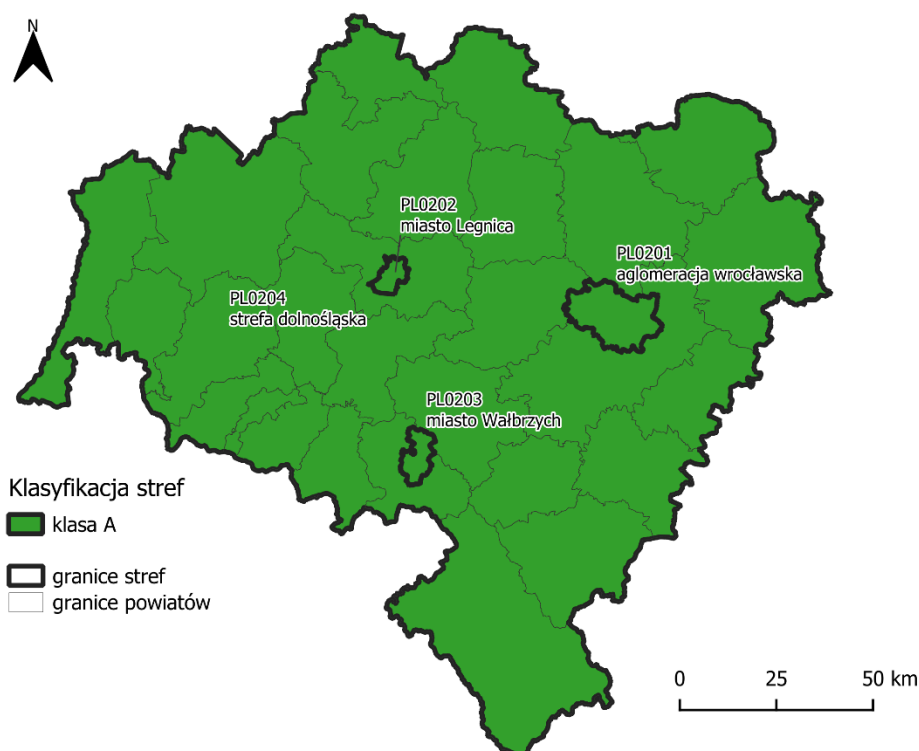 N
PL0202
miasto Legnica
PL0201
aglomeracja wrocławska
PL0204
strefa dolnośląska
PL0203
miasto Wałbrzych
Klasyfikacja stref
klasa A
granice stref
granice powiatów
0 25 50 km